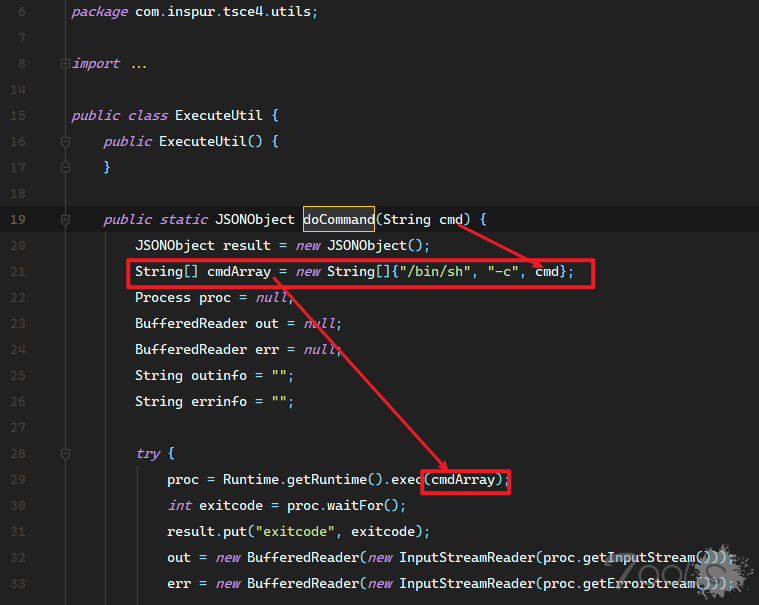 6 package com.inspur.tsce4.utils;
7
8 import ...
14
15 public class ExecuteUtil {
16 public ExecuteUtil() {
17 }
18
19 public static JSONObject doCommand(String cmd) {
20 JSONObject result = new JSONObject();
21 String[] cmdArray = new String[]{"/bin/sh", "-c", cmd};
22 Process proc = null;
23 BufferedReader out = null;
24 BufferedReader err = null;
25 String outinfo = "";
26 String errinfo = "";
27
28 try {
29 proc = Runtime.getRuntime().exec(cmdArray);
30 int exitcode = proc.waitFor();
31 result.put("exitcode", exitcode);
32 out = new BufferedReader(new InputStreamReader(proc.getInputStream()));
33 err = new BufferedReader(new InputStreamReader(proc.getErrorStream()));